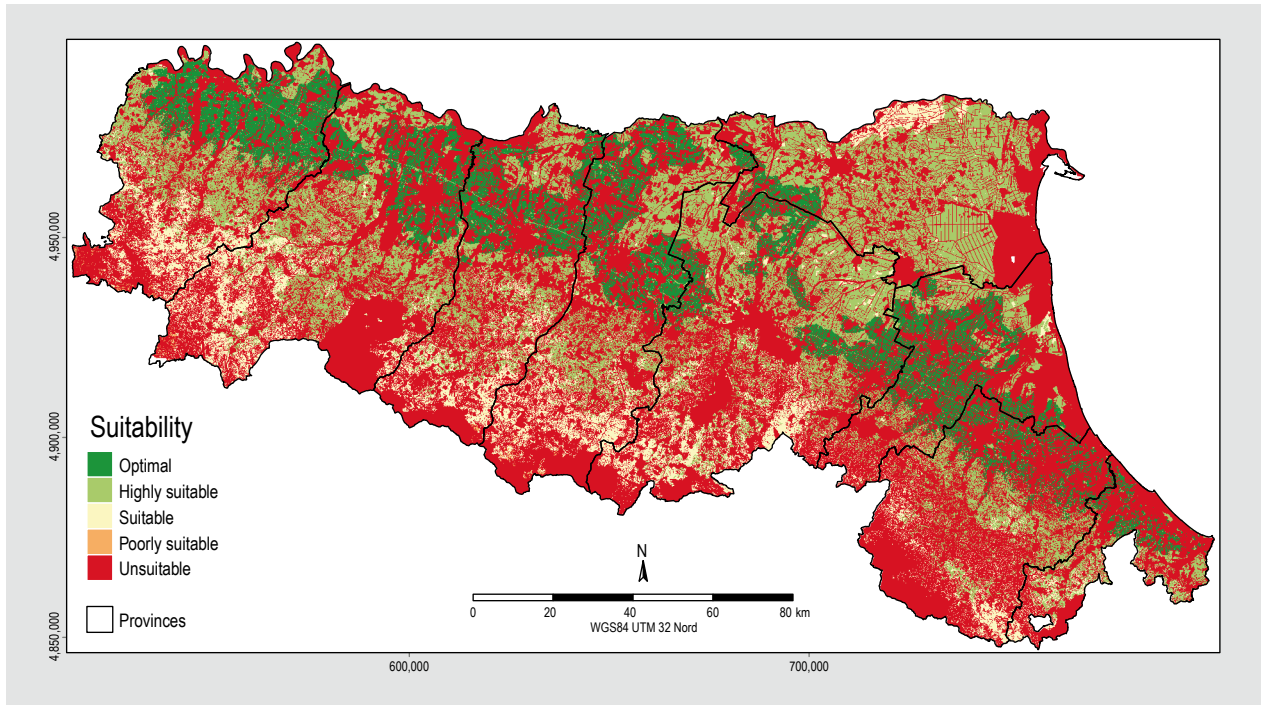 4,950,000
4,900,000
4,850,000
Suitability
Optimal
Highly suitable
Suitable
Poorly suitable
Unsuitable
Provinces
N
0 20 40 60 80 km
WGS84 UTM 32 Nord
600,000 700,000